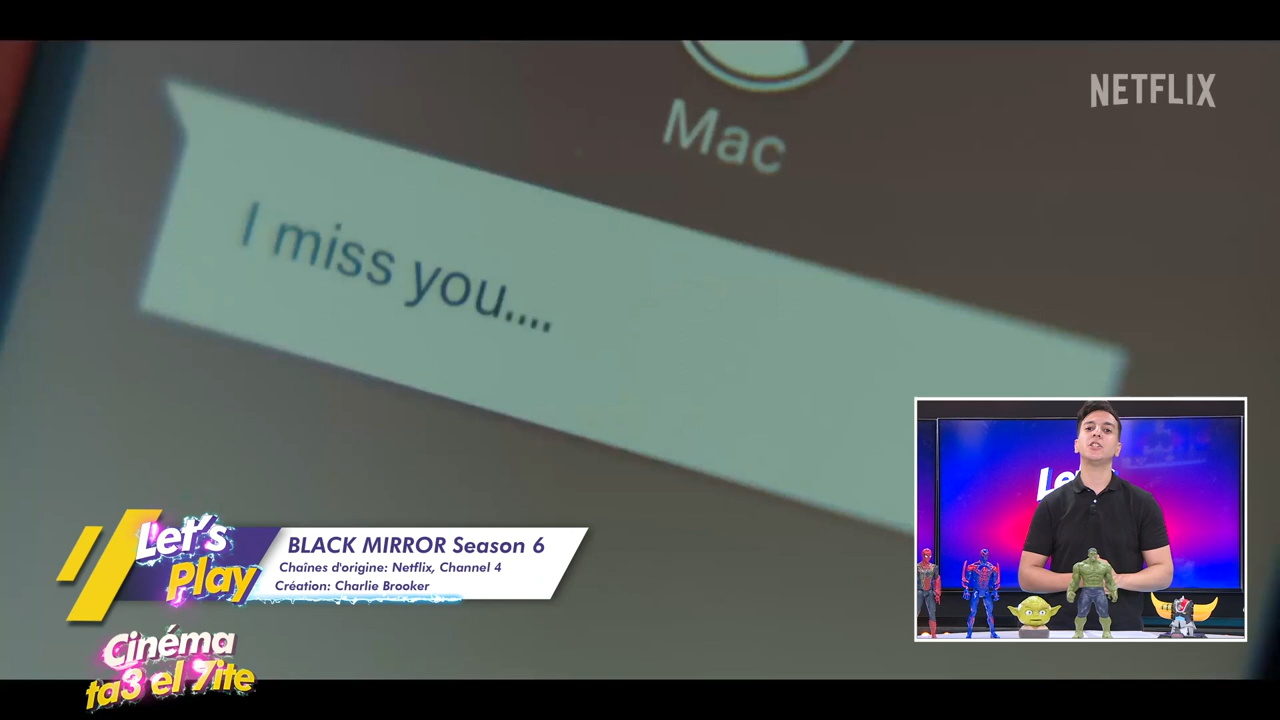 NETFLIX
Mac
I miss you....
Le
Let's
Play
BLACK MIRROR Season 6
Chaînes d'origine: Netflix, Channel 4
Création: Charlie Brooker
Cinéma
ta3 el 7ite